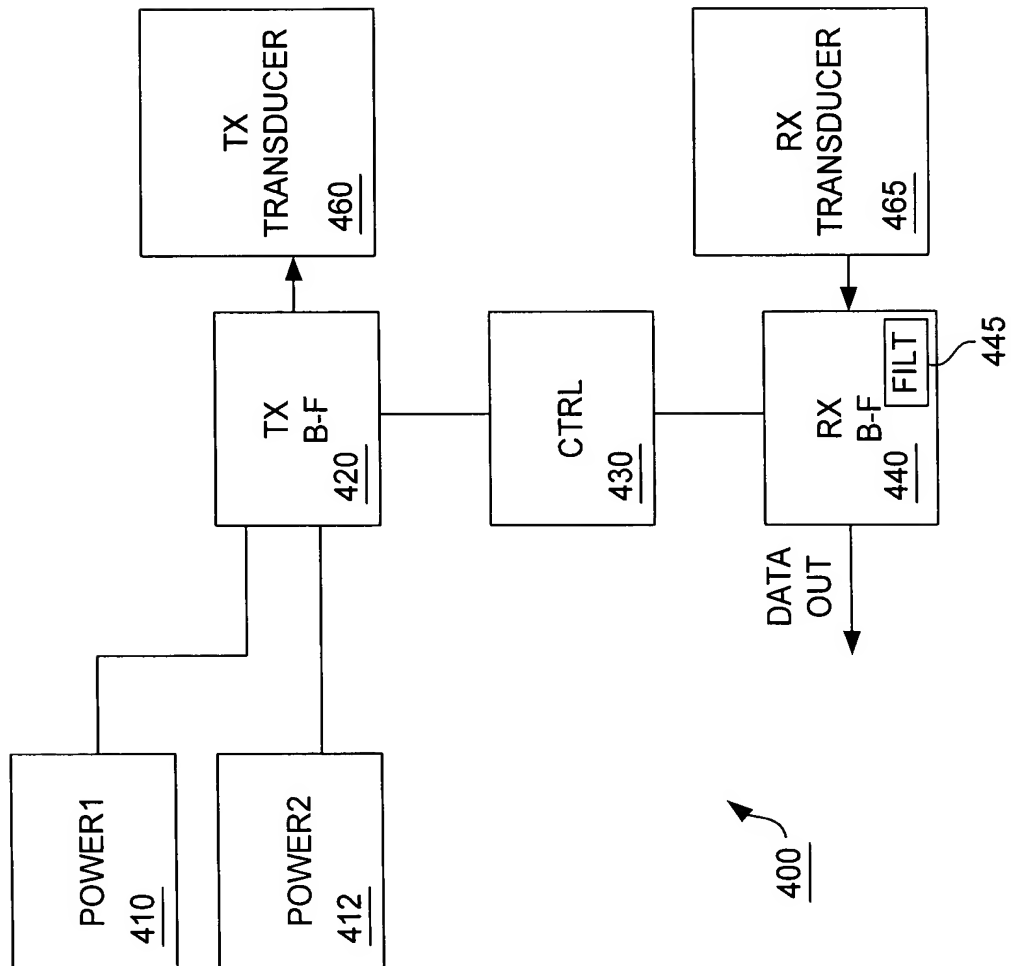 POWER1
410
POWER2
412
TX
B-F
420
TX
TRANSDUCER
460
CTRL
430
DATA
OUT
RX
B-F
440
FILT
445
RX
TRANSDUCER
465
400